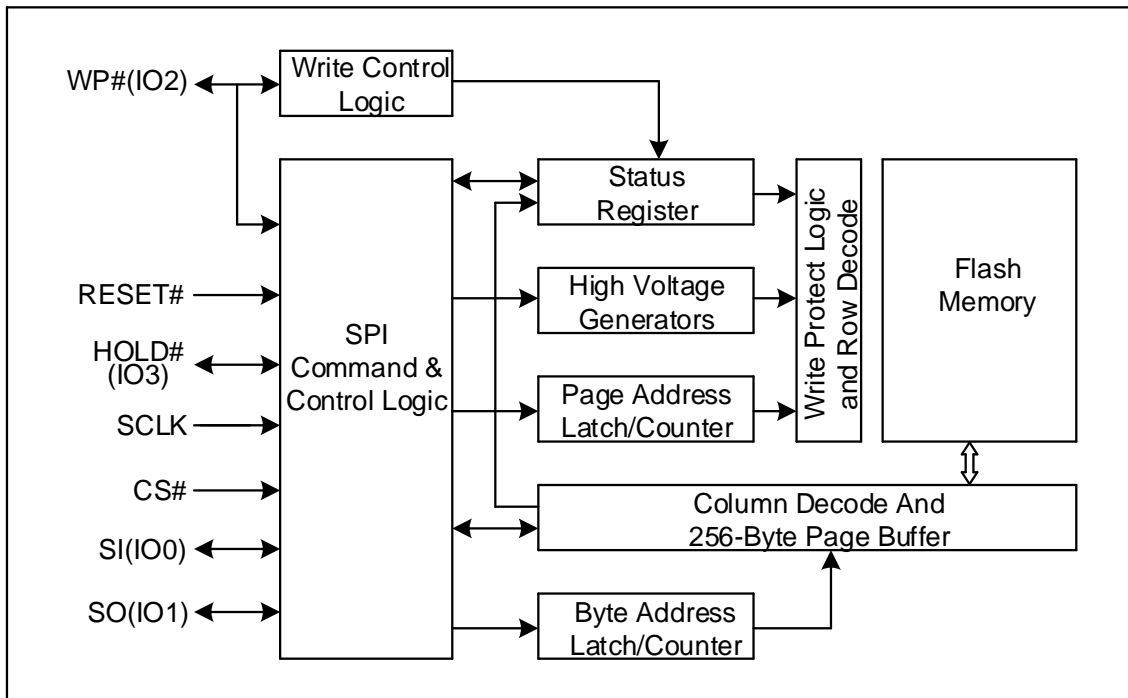 WP#(IO2)
Write Control
Logic
SPI
Command &
Control Logic
Status
Register
High Voltage
Generators
Page Address
Latch/Counter
Write Protect Logic
and Row Decode
Flash
Memory
RESET#
HOLD#
(IO3)
SCLK
CS#
SI(IO0)
SO(IO1)
Column Decode And
256-Byte Page Buffer
Byte Address
Latch/Counter